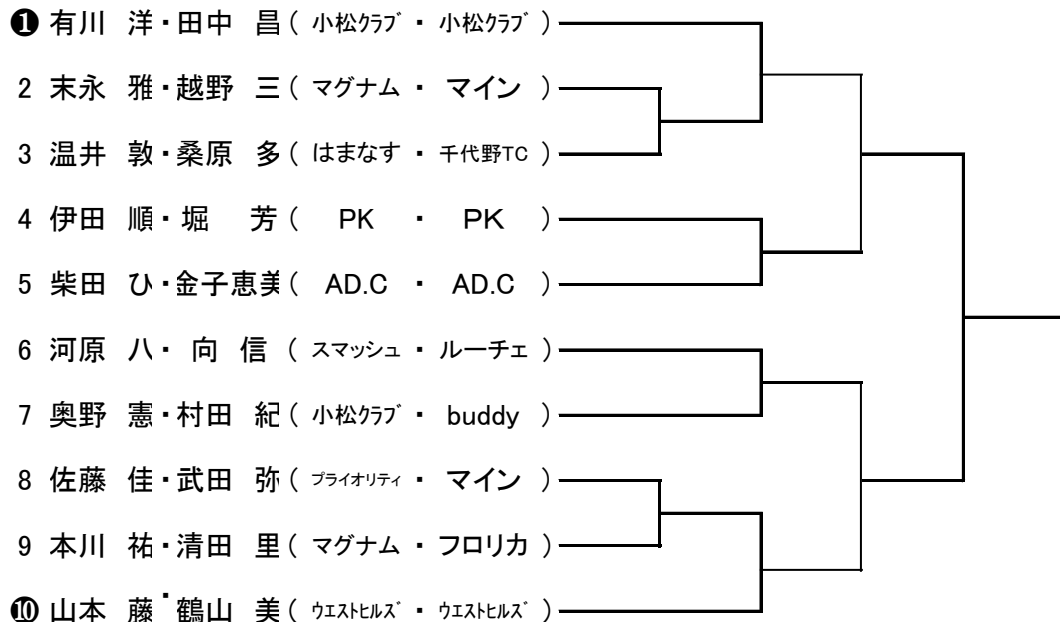 ❶ 有川 洋・田中 昌 ( 小松ｸﾗﾌﾞ ・ 小松ｸﾗﾌﾞ )
2 末永 雅・越野 三 ( マグナム ・ マイン )
3 温井 敦・桑原 多 ( はまなす ・ 千代野TC )
4 伊田 順・堀 芳 ( PK ・ PK )
5 柴田 ひ・金子恵美 ( AD.C ・ AD.C )
6 河原 八・向 信 ( スマッシュ ・ ルーチェ )
7 奥野 憲・村田 紀 ( 小松ｸﾗﾌﾞ ・ buddy )
8 佐藤 佳・武田 弥 ( プライオリティ ・ マイン )
9 本川 祐・清田 里 ( マグナム ・ フロリカ )
❿ 山本 藤・鶴山 美 ( ｳｴｽﾄﾋﾙｽﾞ ・ ｳｴｽﾄﾋﾙｽﾞ )